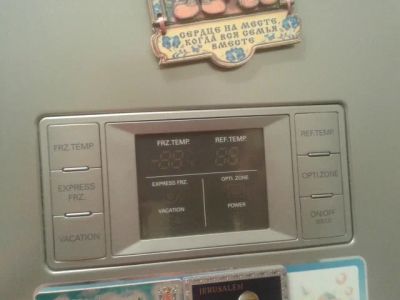 СЕРДЦЕ НА МЕСТЕ,
КОГДА ВСЯ СЕМЬЯ
ВМЕСТЕ
FRZ.TEMP.
EXPRESS
FRZ.
VACATION
FRZ.TEMP. REF.TEMP.
EXPRESS FRZ. OPTI.ZONE
VACATION POWER
REF.TEMP.
OPTI.ZONE
ON/OFF
JERUSALEM